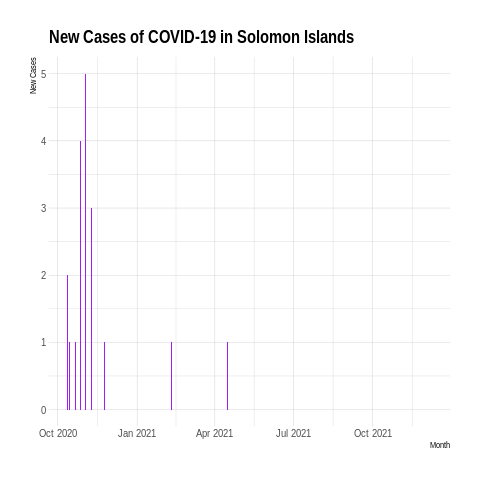 New Cases of COVID-19 in Solomon Islands
New Cases
5
4
3
2
1
0
Oct 2020 Jan 2021 Apr 2021 Jul 2021 Oct 2021
Month